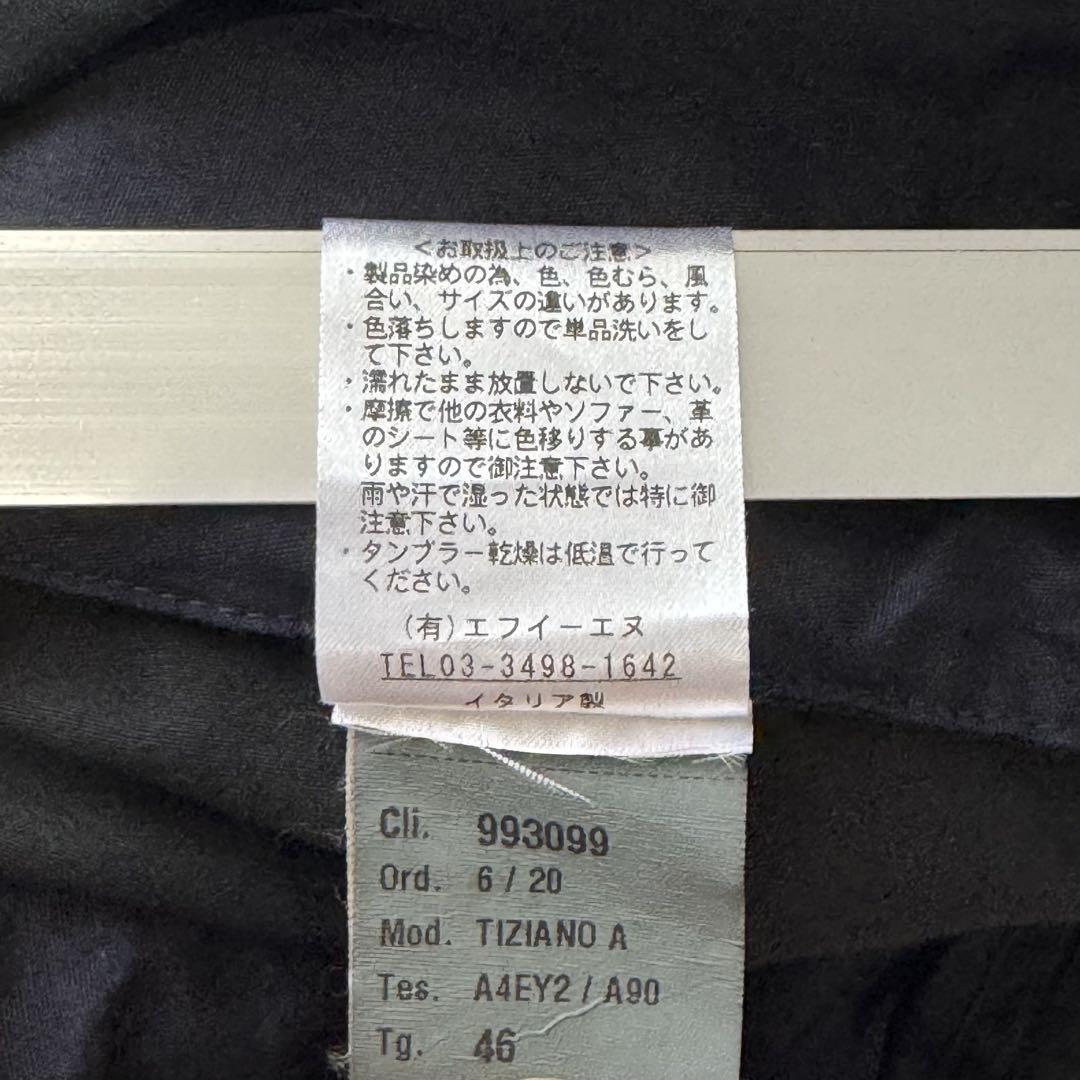 <お取扱上のご注意>
・製品染めの為、色、色むら、風
合い、サイズの違いがあります。
・色落ちしますので単品洗いをし
て下さい。
・濡れたまま放置しないで下さい。
・摩擦で他の衣料やソファー、革
のシート等に色移りする事があ
りますので御注意下さい。
雨や汗で湿った状態では特に御
注意下さい。
・タンブラー乾燥は低温で行って
ください。
(有)エフイーエヌ
TEL03-3498-1642
イタリア製
Cli. 993099
Ord. 6 / 20
Mod. TIZIANO A
Tes. A4EY2 / A90
Tg. 46